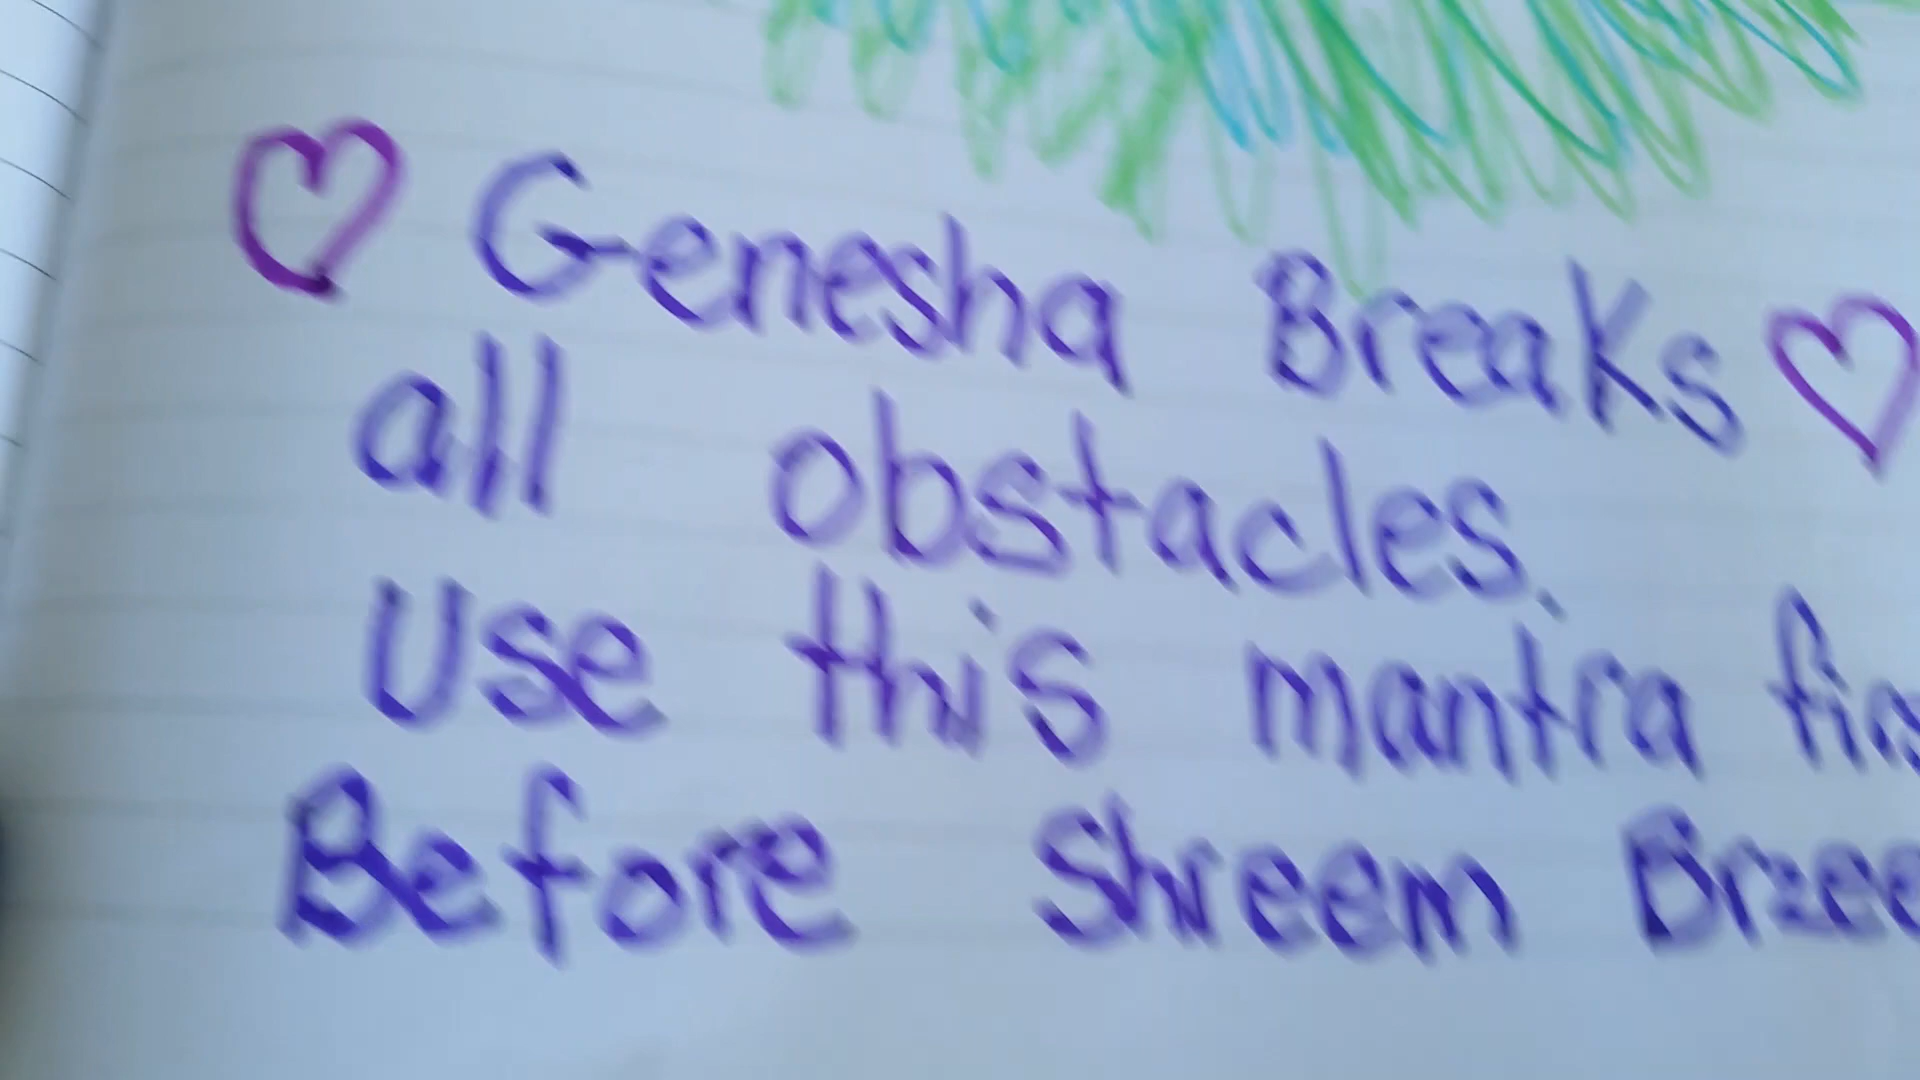 Genesha Breaks
all obstacles.
Use this mantra
Before Shreem